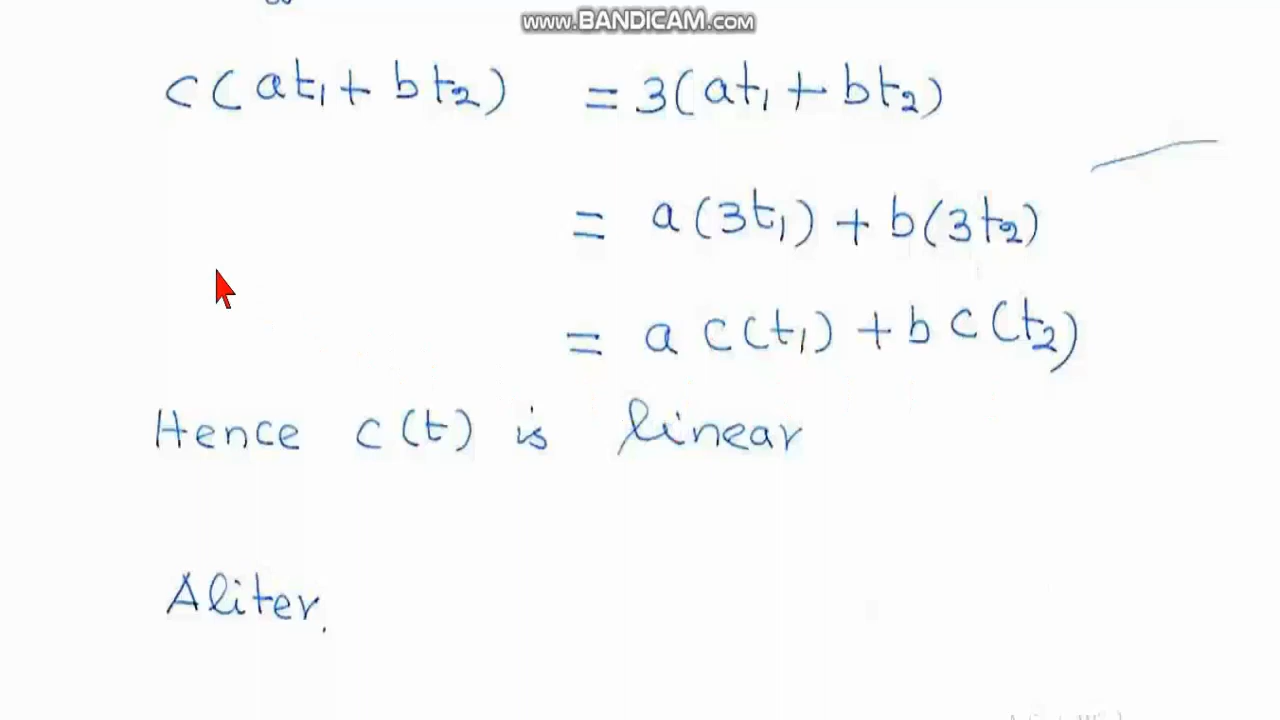 www.BANDICAM.com
c(at₁ + bt₂) = 3(at₁ + bt₂)
= a(3t₁) + b(3t₂)
= a c(t₁) + b c(t₂)
Hence c(t) is linear
Aliter.